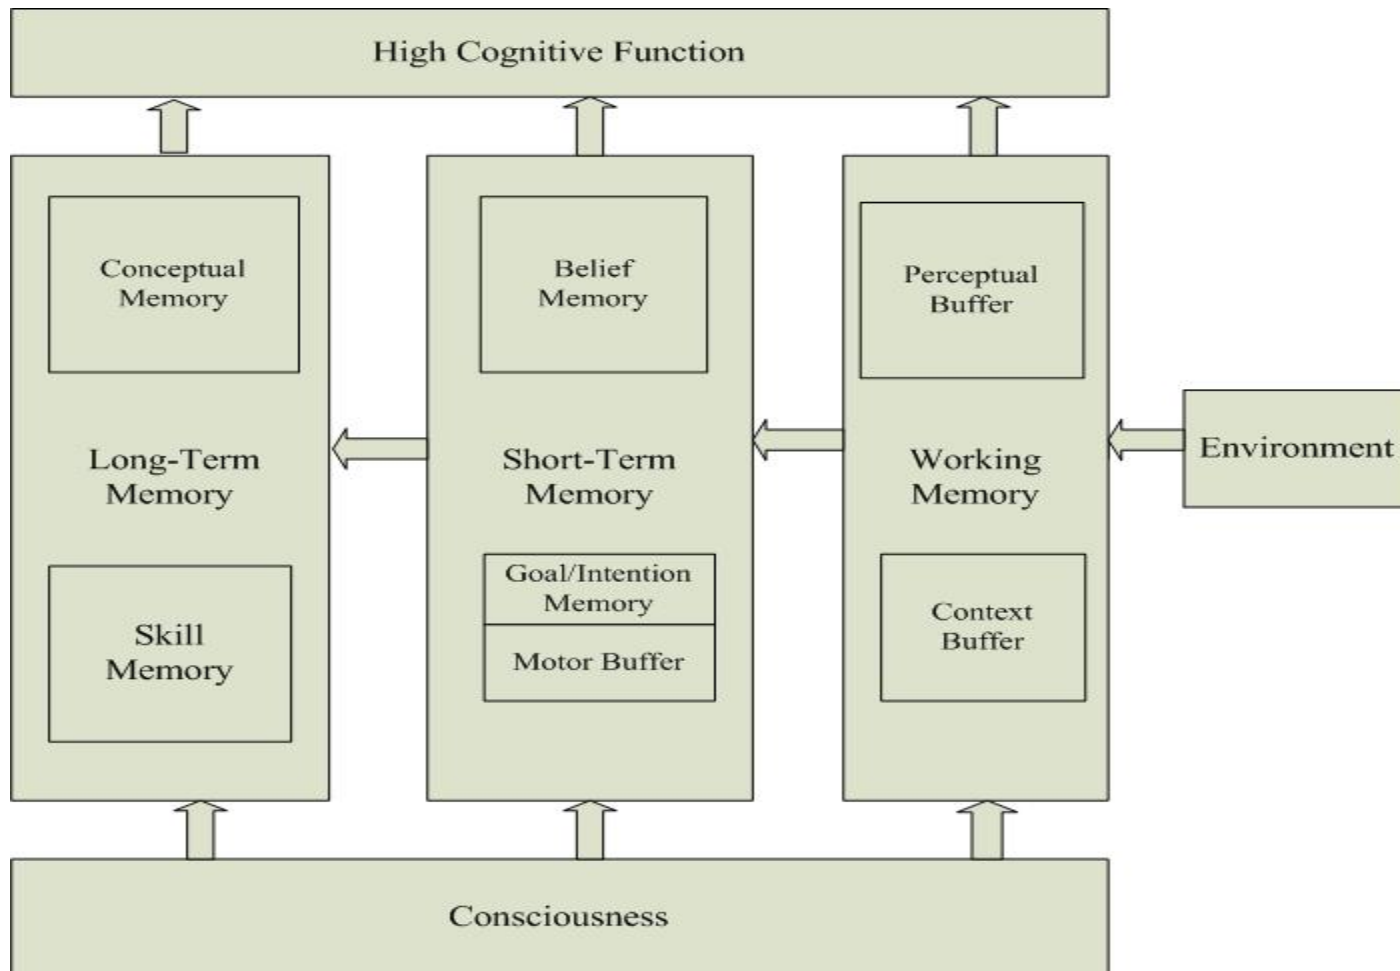 High Cognitive Function
Conceptual
Memory
Long-Term
Memory
Skill
Memory
Belief
Memory
Short-Term
Memory
Goal/Intention
Memory
Motor Buffer
Perceptual
Buffer
Working
Memory
Context
Buffer
Environment
Consciousness